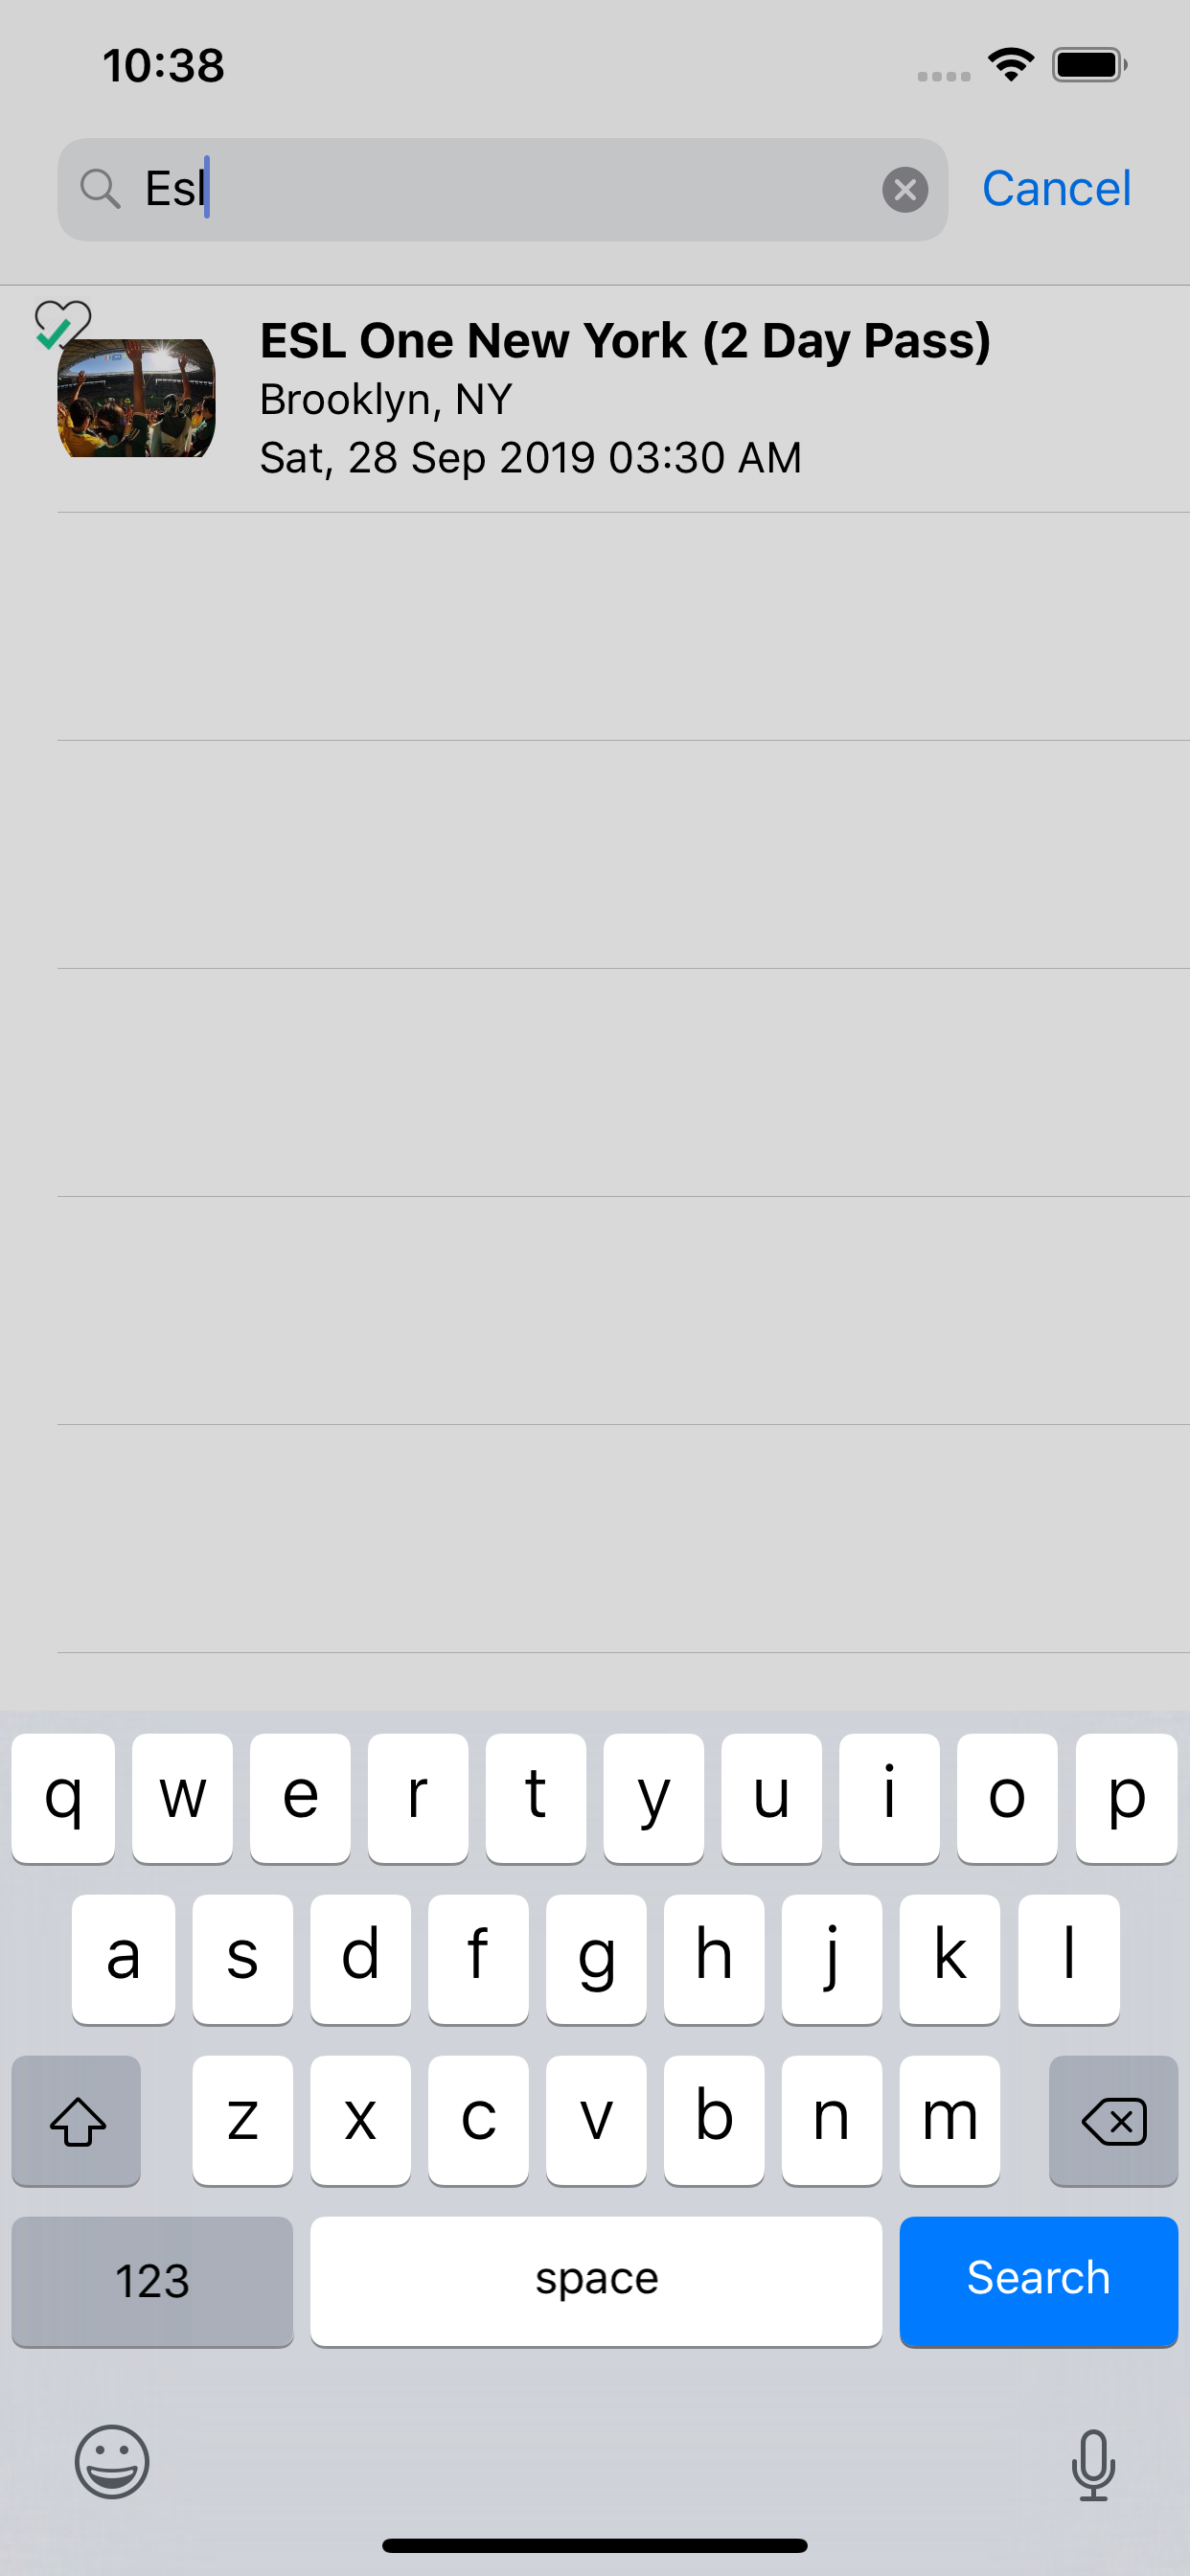 10:38
Esl
Cancel
ESL One New York (2 Day Pass)
Brooklyn, NY
Sat, 28 Sep 2019 03:30 AM
q w e r t y u i o p
a s d f g h j k l
z x c v b n m
123 space Search